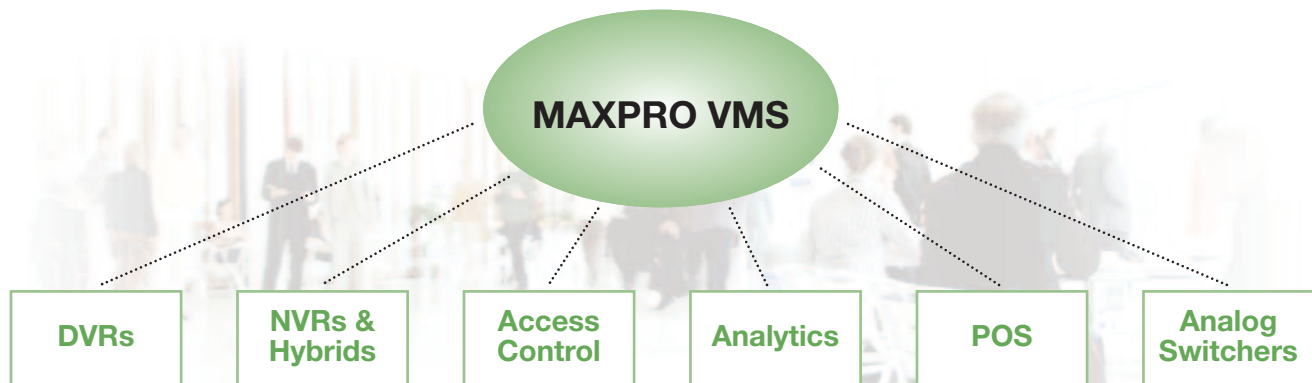 MAXPRO VMS
DVRs
NVRs &
Hybrids
Access
Control
Analytics
POS
Analog
Switchers